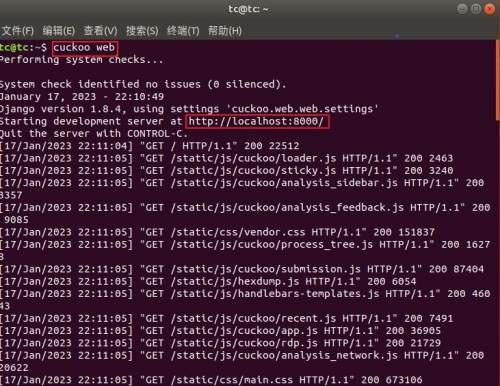 tc@tc: ~
文件(F) 编辑(E) 查看(V) 搜索(S) 终端(T) 帮助(H)
tc@tc:~$ cuckoo web
Performing system checks...
System check identified no issues (0 silenced).
January 17, 2023 - 22:10:49
Django version 1.8.4, using settings 'cuckoo.web.web.settings'
Starting development server at http://localhost:8000/
Quit the server with CONTROL-C.
[17/Jan/2023 22:11:04] "GET / HTTP/1.1" 200 22512
[17/Jan/2023 22:11:05] "GET /static/js/cuckoo/loader.js HTTP/1.1" 200 2463
[17/Jan/2023 22:11:05] "GET /static/js/cuckoo/sticky.js HTTP/1.1" 200 3240
[17/Jan/2023 22:11:05] "GET /static/js/cuckoo/analysis_sidebar.js HTTP/1.1" 200
3357
[17/Jan/2023 22:11:05] "GET /static/js/cuckoo/analysis_feedback.js HTTP/1.1" 200
9085
[17/Jan/2023 22:11:05] "GET /static/css/vendor.css HTTP/1.1" 200 151837
[17/Jan/2023 22:11:05] "GET /static/js/cuckoo/process_tree.js HTTP/1.1" 200 1627
8
[17/Jan/2023 22:11:05] "GET /static/js/cuckoo/submission.js HTTP/1.1" 200 87404
[17/Jan/2023 22:11:05] "GET /static/js/hexdump.js HTTP/1.1" 200 6054
[17/Jan/2023 22:11:05] "GET /static/js/handlebars-templates.js HTTP/1.1" 200 460
43
[17/Jan/2023 22:11:05] "GET /static/js/cuckoo/recent.js HTTP/1.1" 200 7491
[17/Jan/2023 22:11:05] "GET /static/js/cuckoo/app.js HTTP/1.1" 200 36905
[17/Jan/2023 22:11:05] "GET /static/js/cuckoo/rdp.js HTTP/1.1" 200 21729
[17/Jan/2023 22:11:05] "GET /static/js/cuckoo/analysis_network.js HTTP/1.1" 200
20622
[17/Jan/2023 22:11:05] "GET /static/css/main.css HTTP/1.1" 200 673106